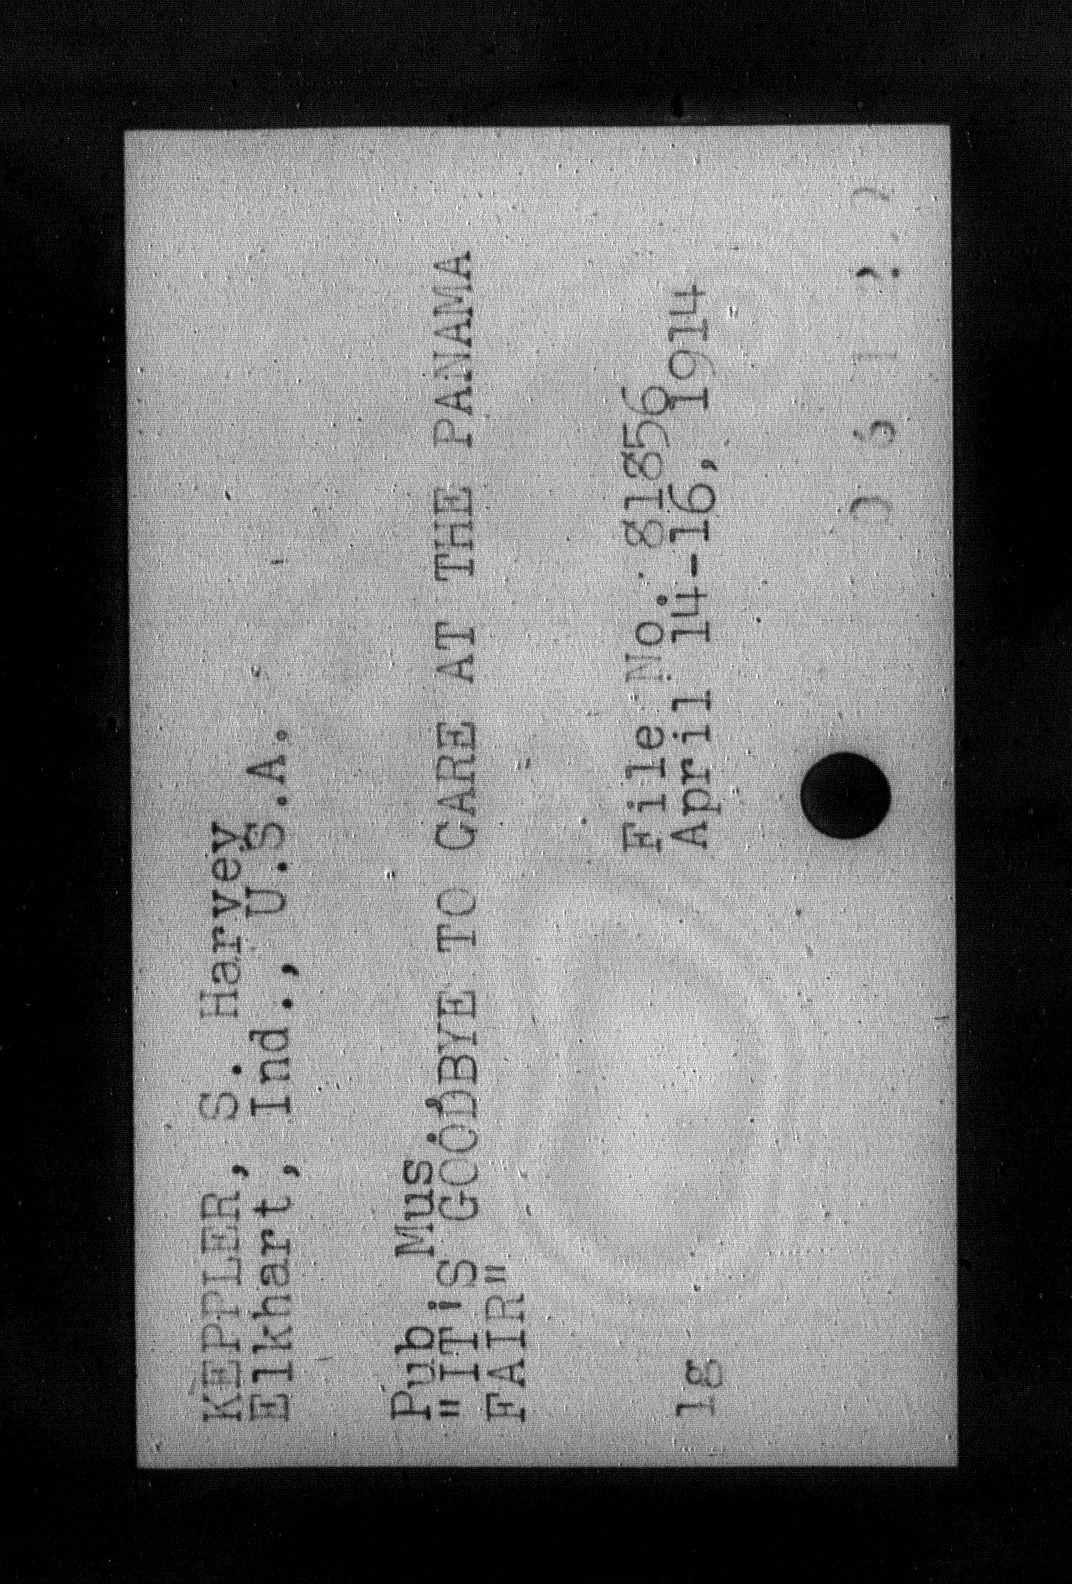 KEPPLER, S. Harvey
Elkhart, Ind., U.S.A.
Pub. Mus.,
"IT'S GOODBYE TO CARE AT THE PANAMA
FAIR"
File No. 81856
lg April 14-16, 1914